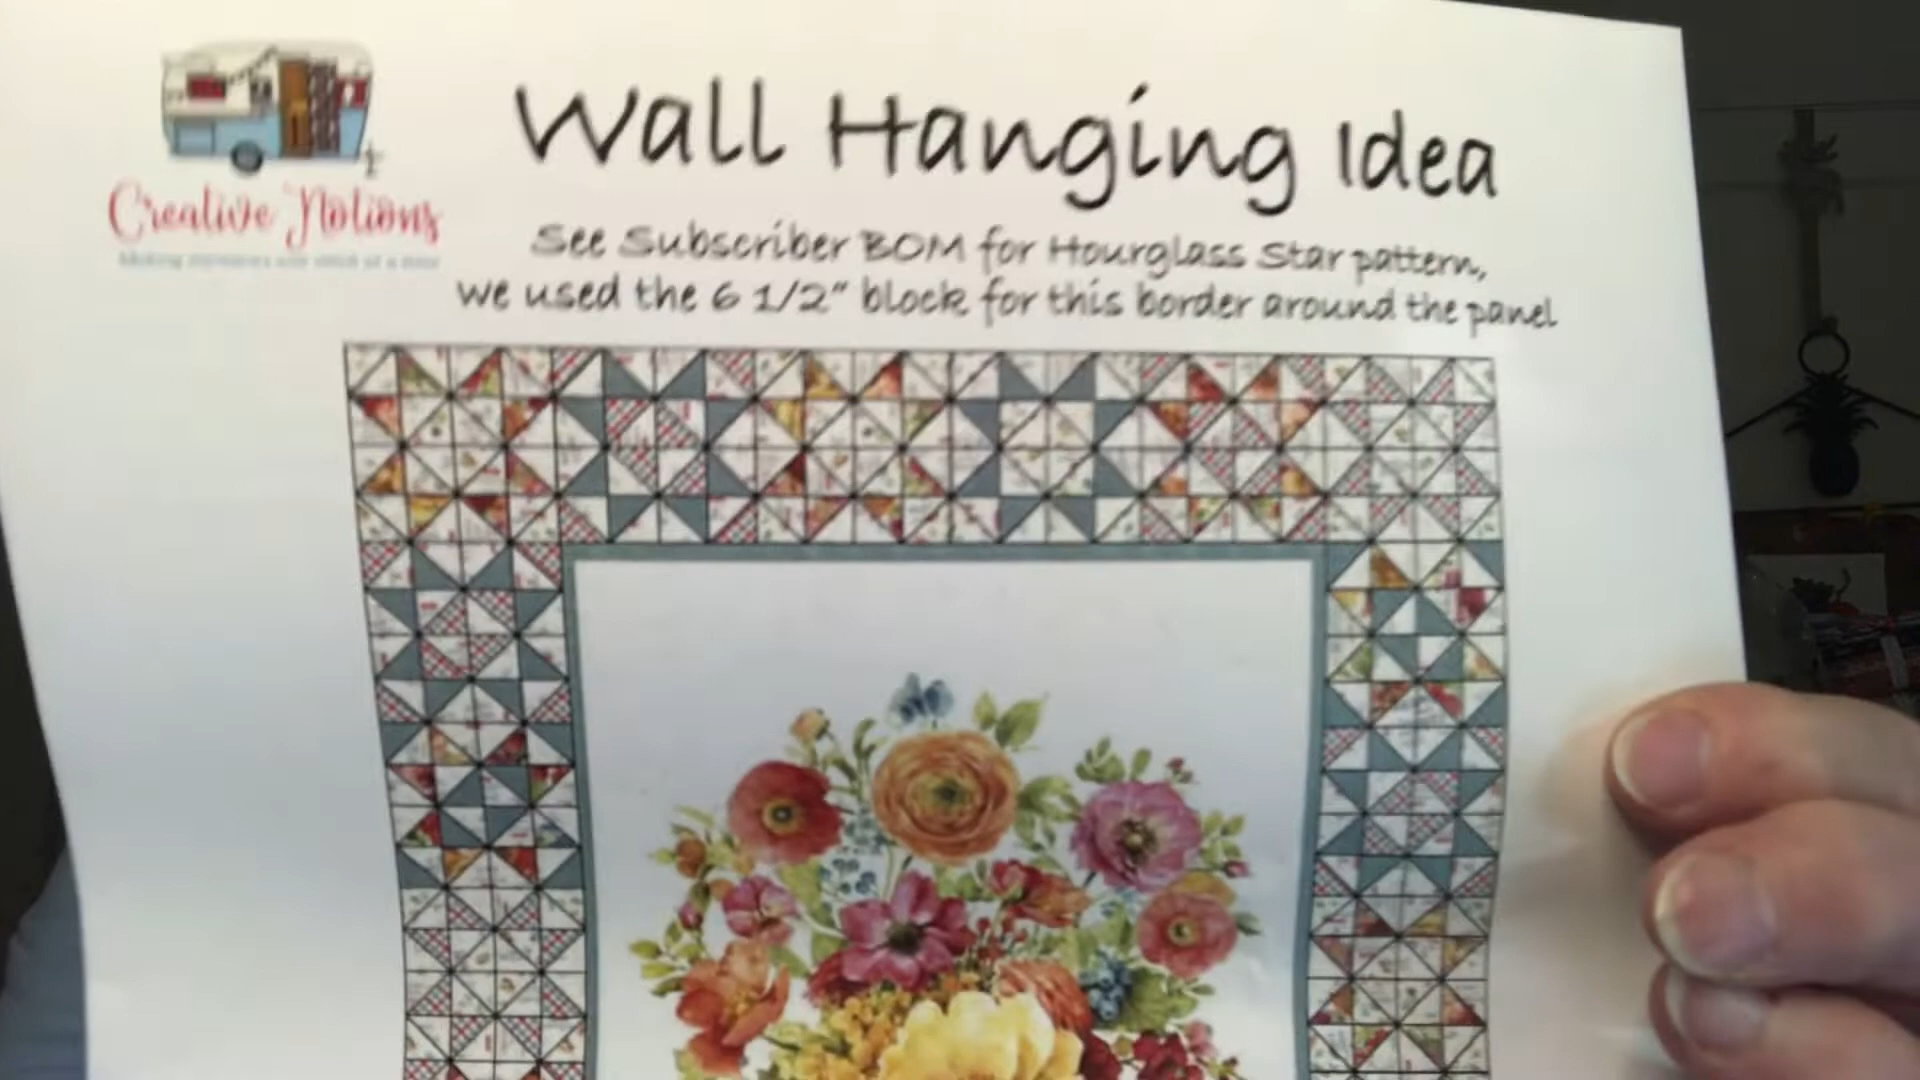 Wall Hanging Idea
Creative Notions
See Subscriber BOM for Hourglass Star pattern,
we used the 6 1/2" block for this border around the panel